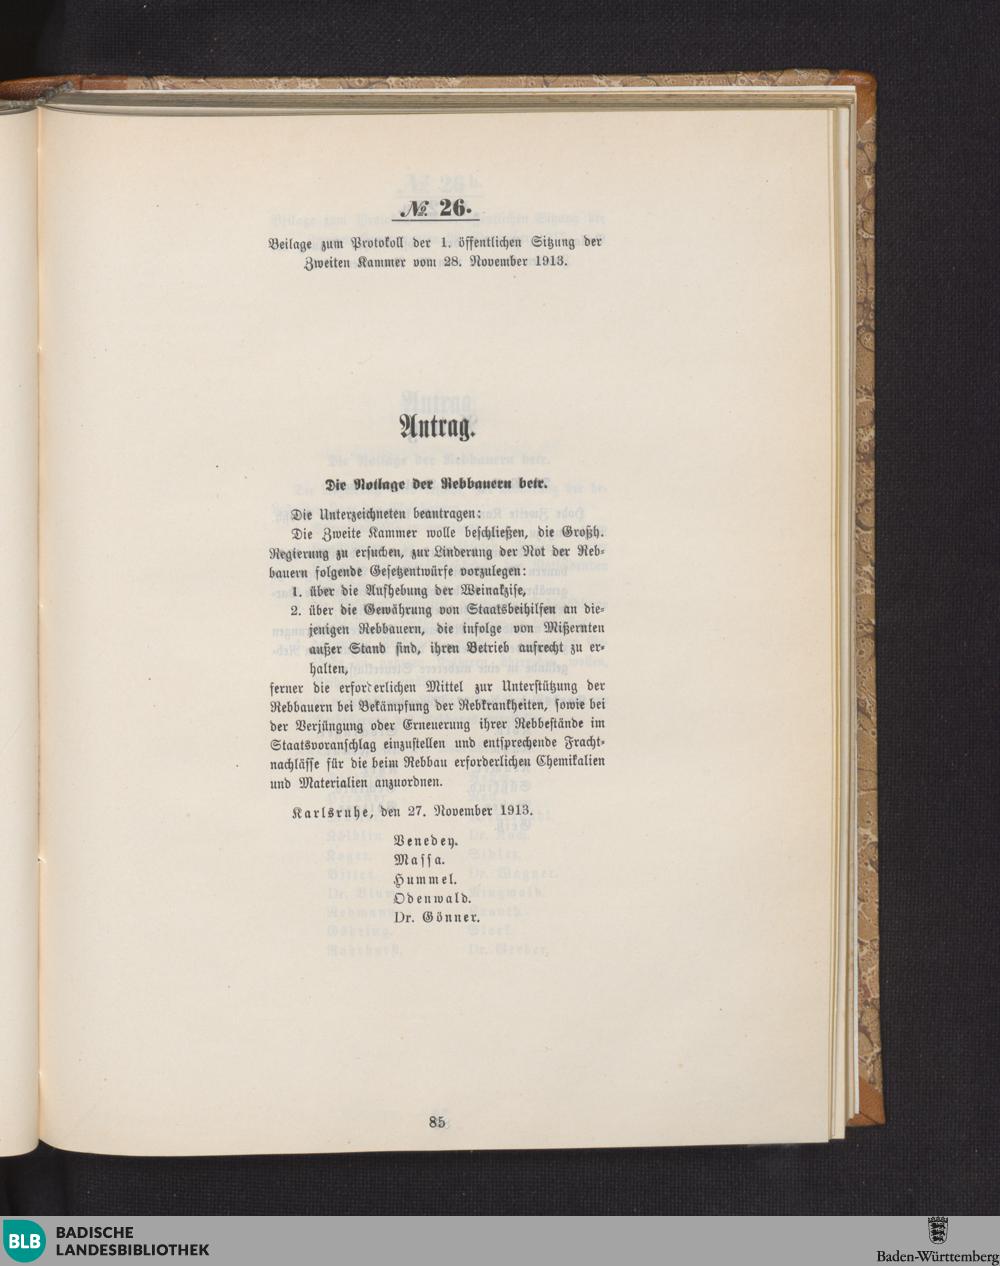 № 26.
Beilage zum Protokoll der 1. öffentlichen Sitzung der
Zweiten Kammer vom 28. November 1913.
Antrag.
Die Notlage der Rebbauern betr.
Die Unterzeichneten beantragen:
Die Zweite Kammer wolle beschließen, die Großh.
Regierung zu ersuchen, zur Linderung der Not der Reb-
bauern folgende Gesetzentwürfe vorzulegen:
1. über die Aufhebung der Weinakzise,
2. über die Gewährung von Staatsbeihilfen an die-
jenigen Rebbauern, die infolge von Mißernten
außer Stand sind, ihren Betrieb aufrecht zu er-
halten,
ferner die erforderlichen Mittel zur Unterstützung der
Rebbauern bei Bekämpfung der Rebkrankheiten, sowie bei
der Verjüngung oder Erneuerung ihrer Rebbestände im
Staatsvoranschlag einzustellen und entsprechende Fracht-
nachlässe für die beim Rebbau erforderlichen Chemikalien
und Materialien anzuordnen.
Karlsruhe, den 27. November 1913.
Venedey.
Massa.
Hummel.
Odenwald.
Dr. Gönner.
85
BLB BADISCHE
LANDESBIBLIOTHEK
Baden-Württemberg